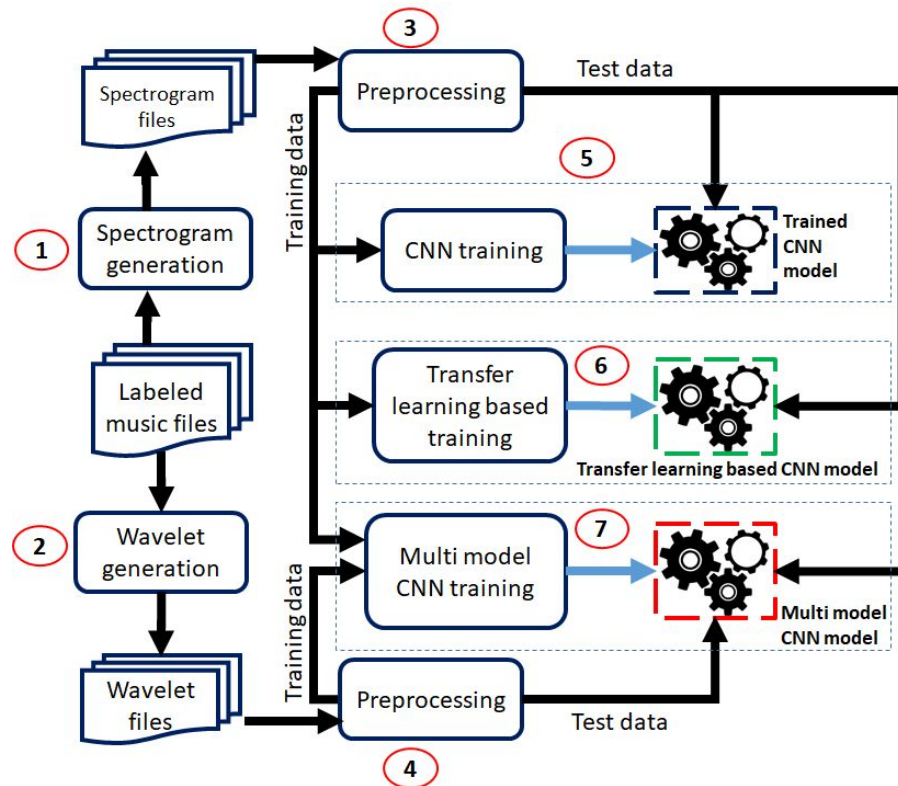 3
Spectrogram
files
Preprocessing
Test data
Training data
5
1
Spectrogram
generation
CNN training
Trained
CNN
model
Labeled
music files
6
Transfer
learning based
training
Transfer learning based CNN model
2
Wavelet
generation
7
Multi model
CNN training
Multi model
CNN model
Training data
Wavelet
files
Preprocessing
Test data
4